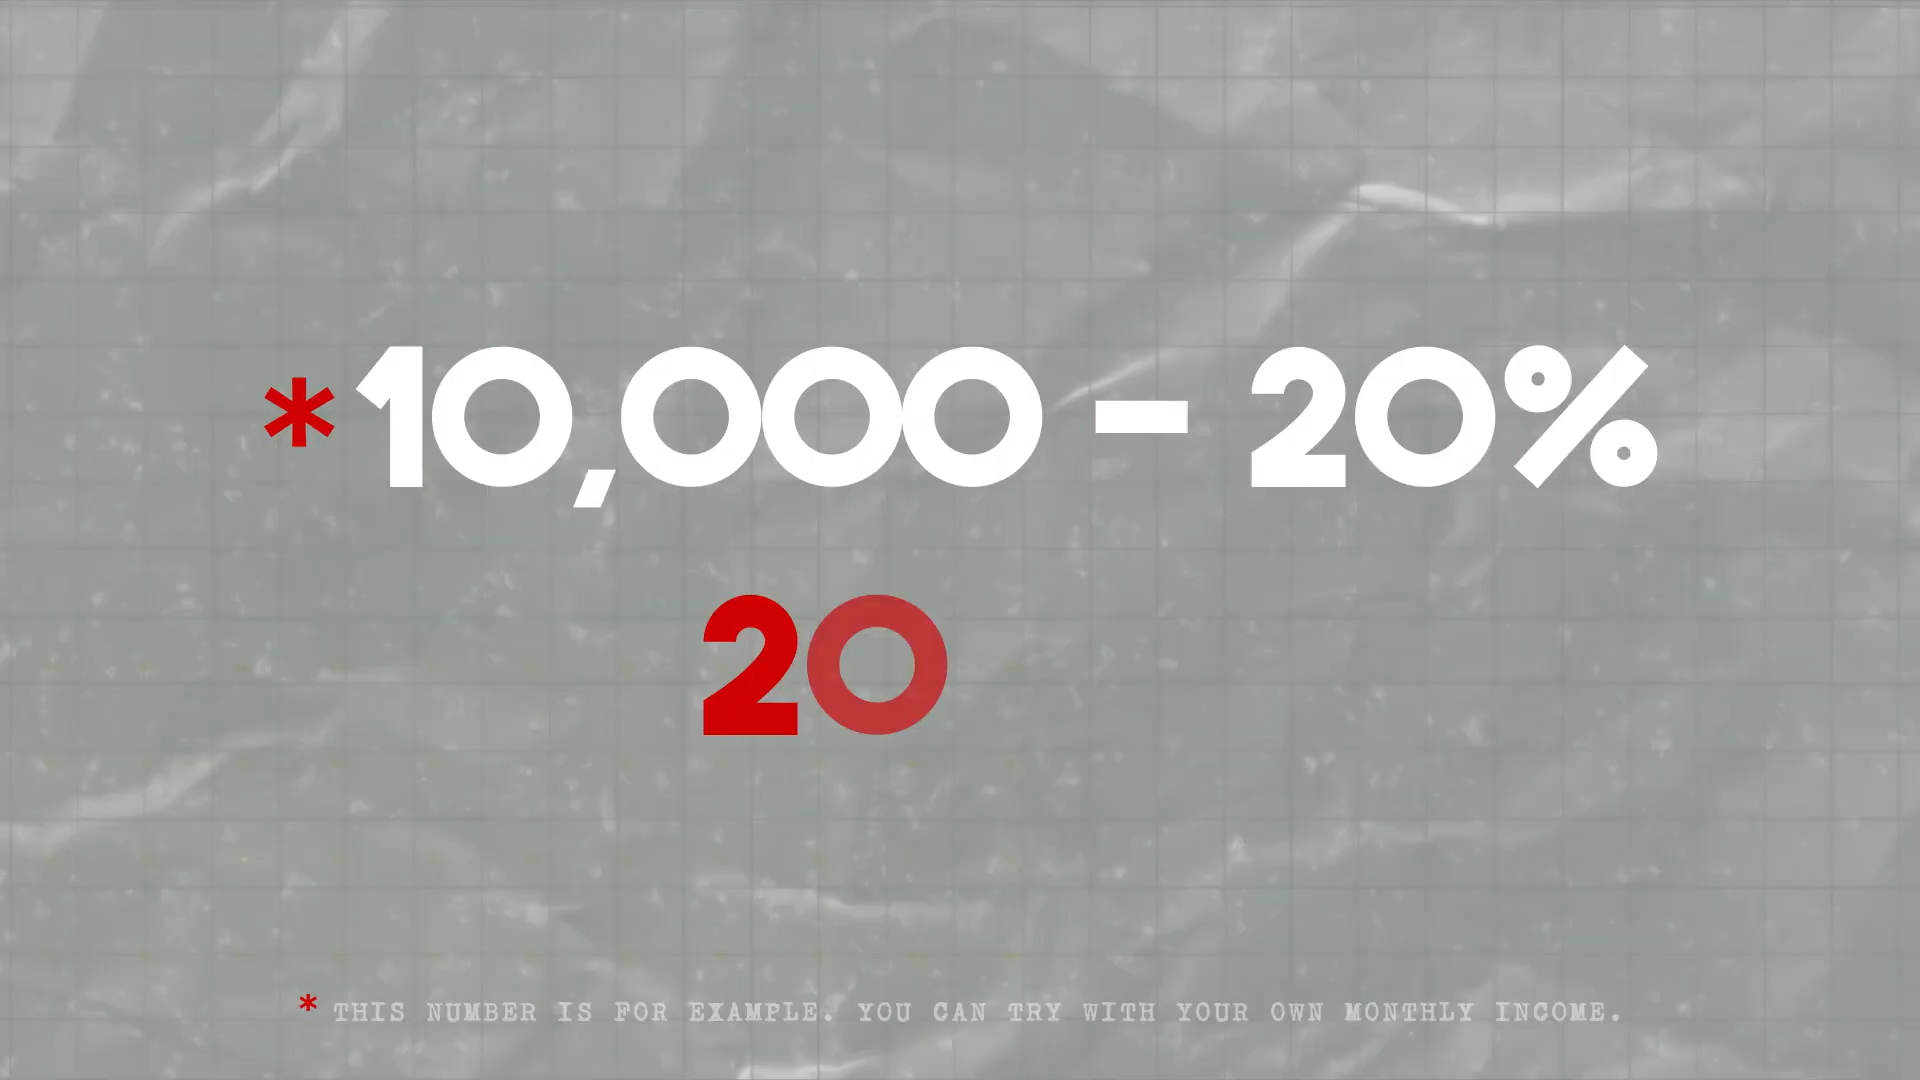 *10,000 - 20%
20
* THIS NUMBER IS FOR EXAMPLE. YOU CAN TRY WITH YOUR OWN MONTHLY INCOME.